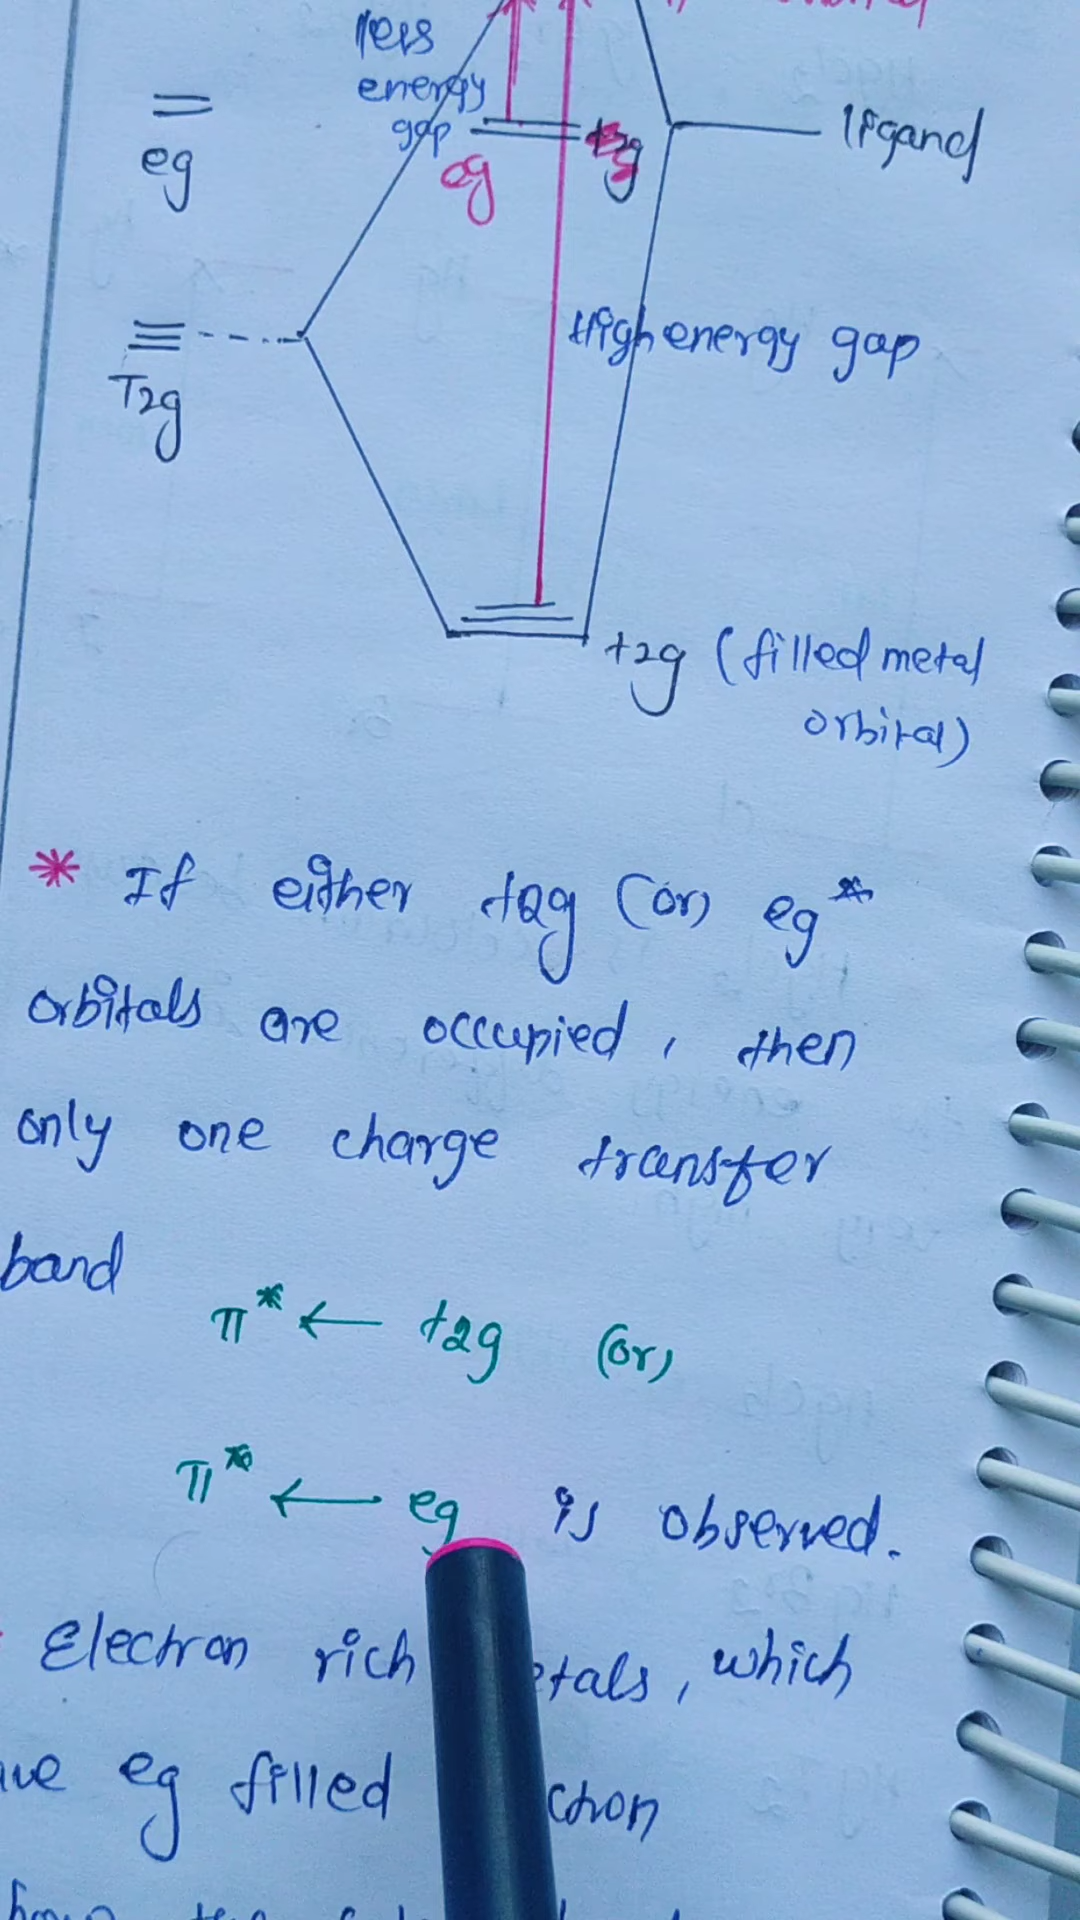 less
energy
gap
eg
eg
t2g
ligand
High energy gap
T2g
t2g (filled metal
orbital)
* If either t2g (or) eg*
orbitals are occupied, then
only one charge transfer
band
π* ← t2g (or)
π* ← eg is observed.
Electron rich
which
eg filled